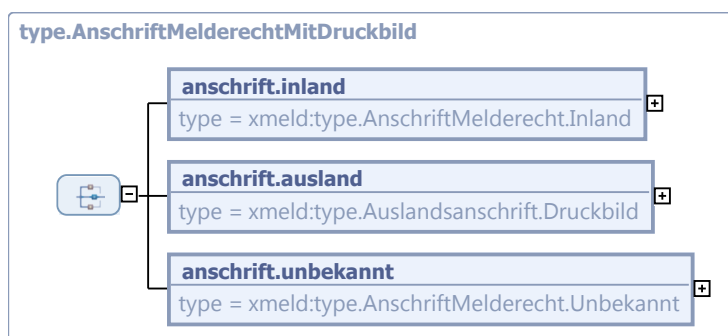 type.AnschriftMelderechtMitDruckbild
anschrift.inland
type = xmeld:type.AnschriftMelderecht.Inland
anschrift.ausland
type = xmeld:type.Auslandsanschrift.Druckbild
anschrift.unbekannt
type = xmeld:type.AnschriftMelderecht.Unbekannt